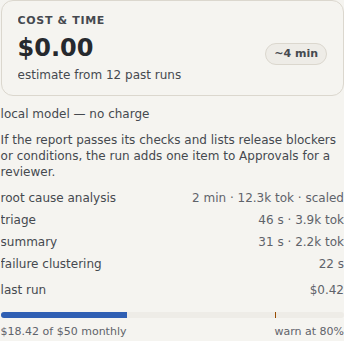 COST & TIME
$0.00
~4 min
estimate from 12 past runs
local model — no charge
If the report passes its checks and lists release blockers
or conditions, the run adds one item to Approvals for a
reviewer.
root cause analysis 2 min · 12.3k tok · scaled
triage 46 s · 3.9k tok
summary 31 s · 2.2k tok
failure clustering 22 s
last run $0.42
$18.42 of $50 monthly warn at 80%